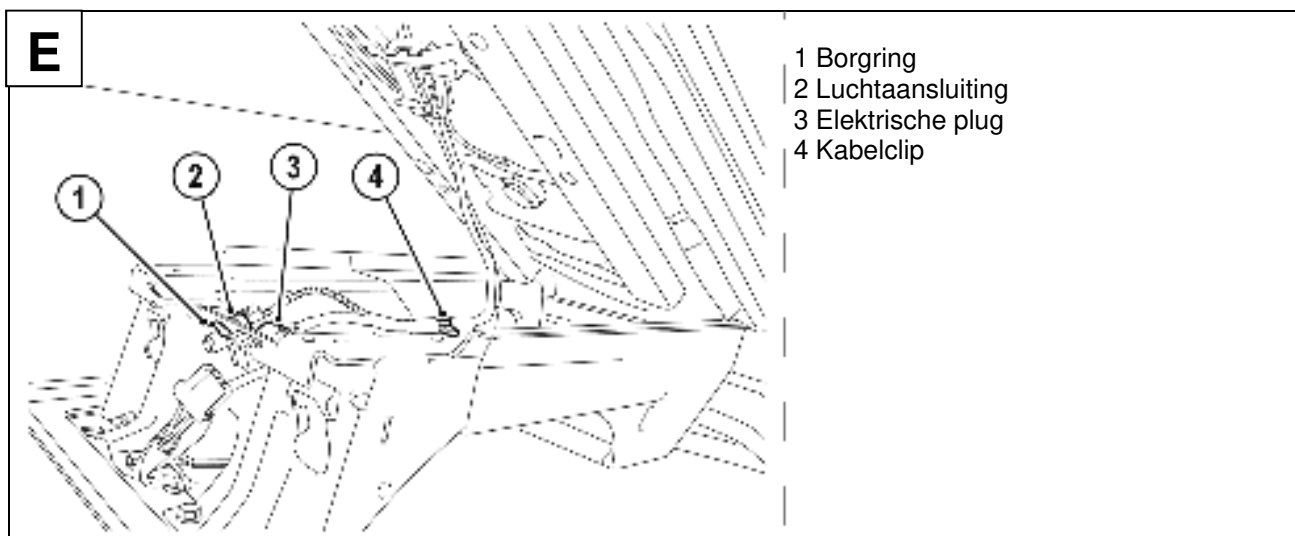 E
1 2 3 4
1 Borgring
2 Luchtaansluiting
3 Elektrische plug
4 Kabelclip